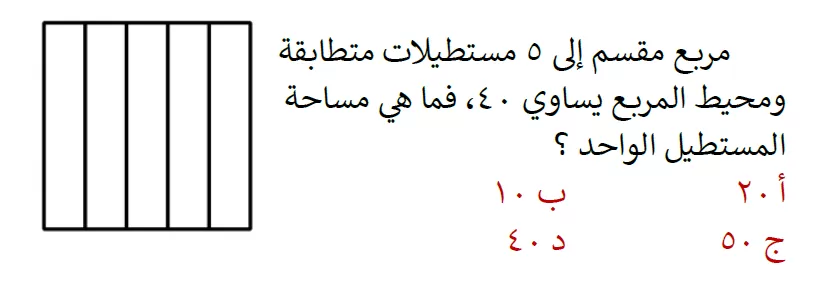 مربع مقسم إلى ٥ مستطيلات متطابقة
ومحيط المربع يساوي ٤٠، فما هي مساحة
المستطيل الواحد ؟
أ ٢٠ ب ١٠
ج ٥٠ د ٤٠